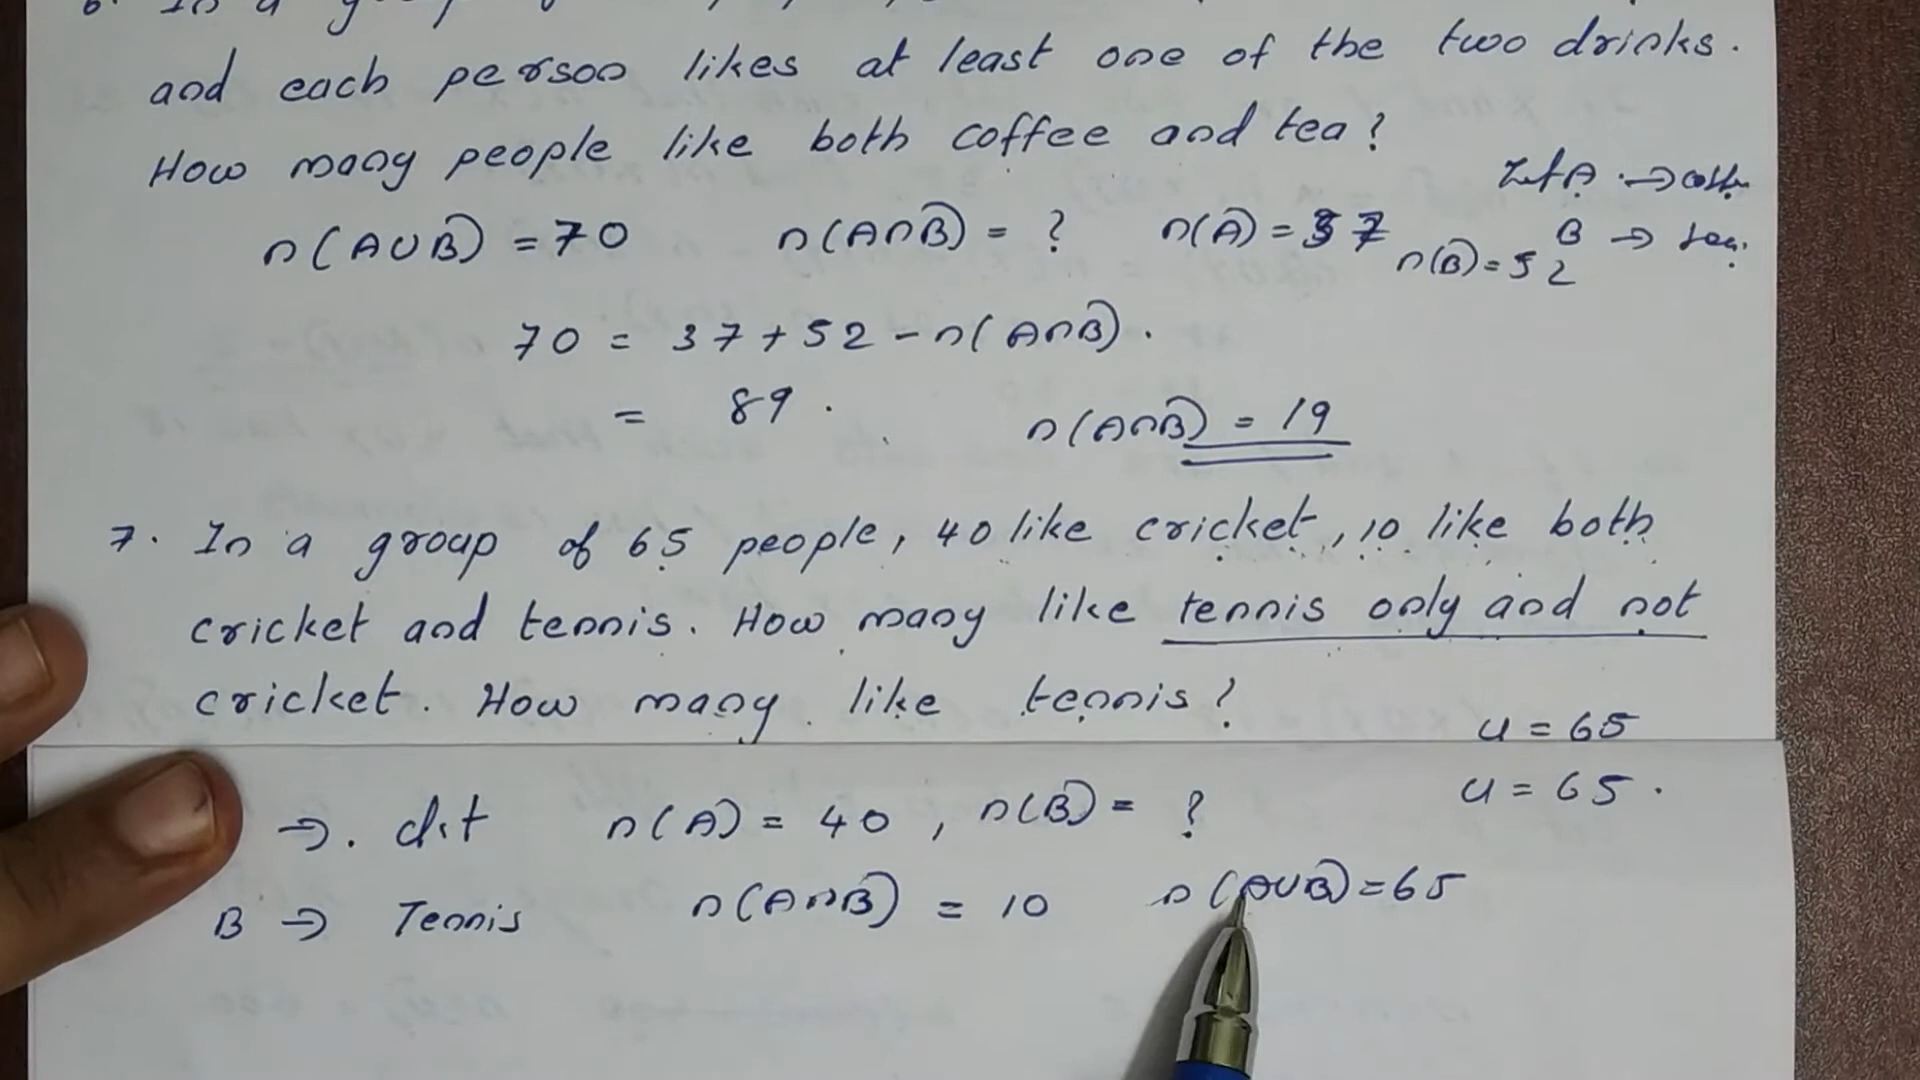 and each person likes at least one of the two drinks.
How many people like both coffee and tea?
Let A → coffee
n(A∪B) = 70 n(A∩B) = ? n(A) = 37 B → tea.
n(B) = 52
70 = 37 + 52 - n(A∩B).
= 89. n(A∩B) = 19
7. In a group of 65 people, 40 like cricket, 10 like both
cricket and tennis. How many like tennis only and not
cricket. How many like tennis?
U = 65
U = 65.
→. n(A) = 40, n(B) = ?
B → Tennis n(A∩B) = 10 n(A∪B) = 65